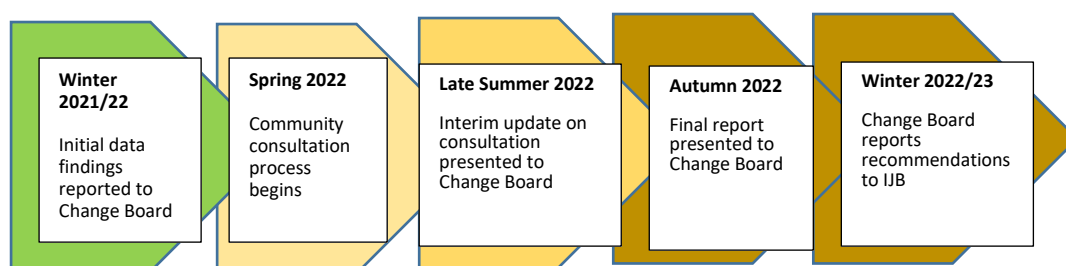 Winter
2021/22
Initial data
findings
reported to
Change Board
Spring 2022
Community
consultation
process
begins
Late Summer 2022
Interim update on
consultation
presented to
Change Board
Autumn 2022
Final report
presented to
Change Board
Winter 2022/23
Change Board
reports
recommendations
to IJB